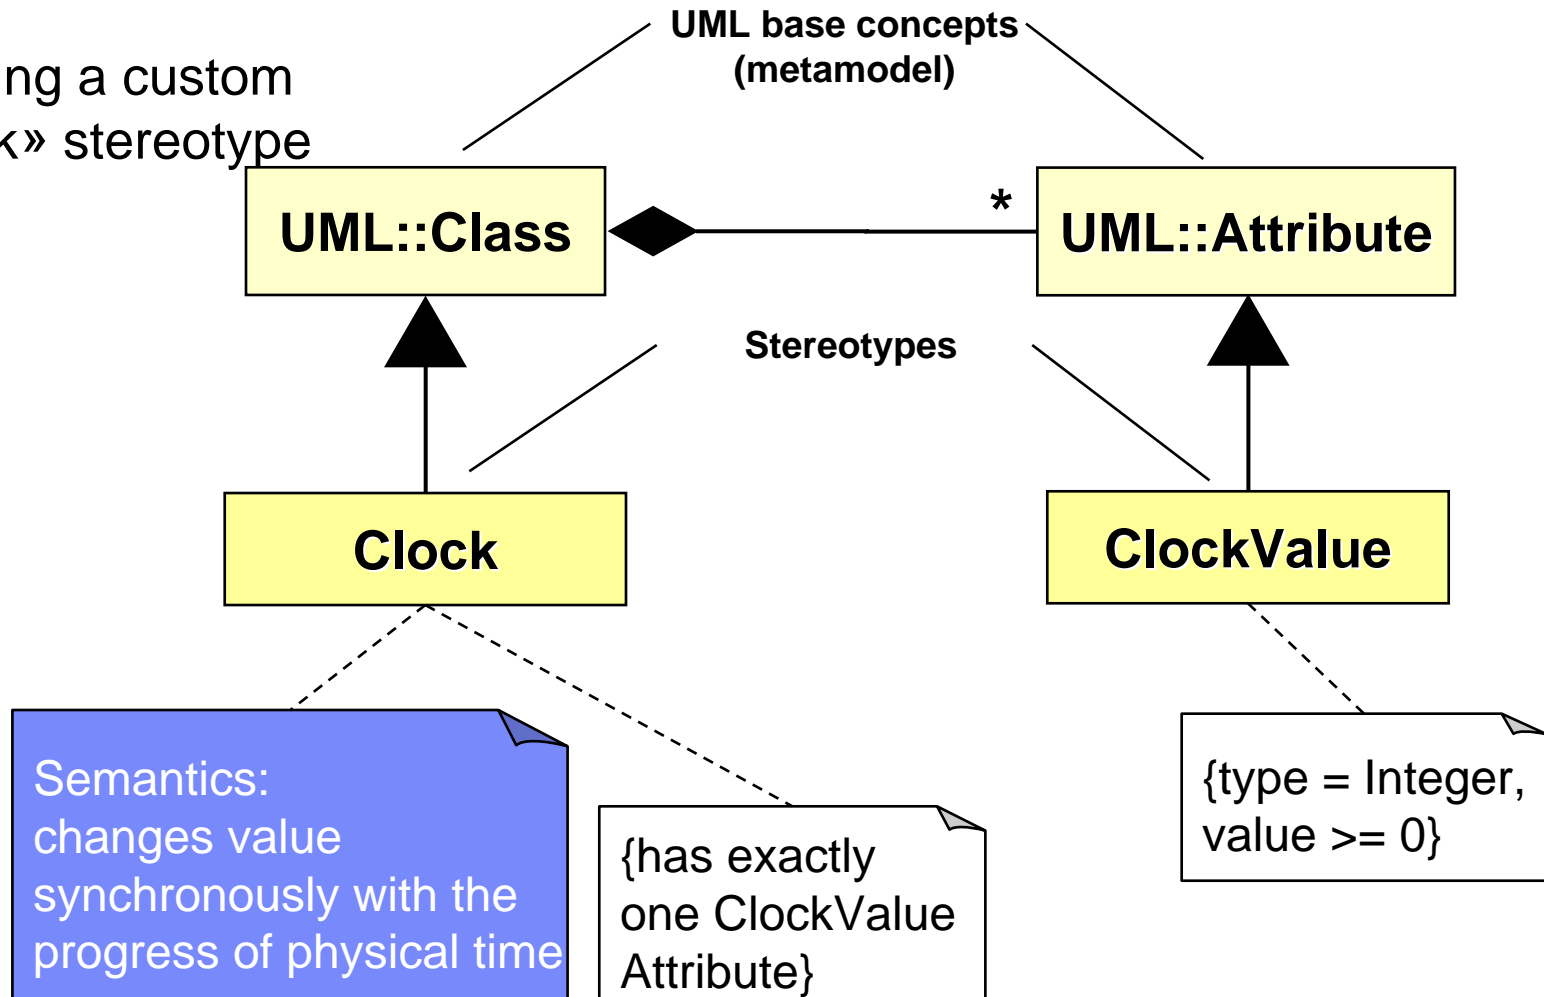 UML base concepts
(metamodel)
ng a custom
k» stereotype
UML::Class
*
UML::Attribute
Stereotypes
Clock
ClockValue
Semantics:
changes value
synchronously with the
progress of physical time
{has exactly
one ClockValue
Attribute}
{type = Integer,
value >= 0}